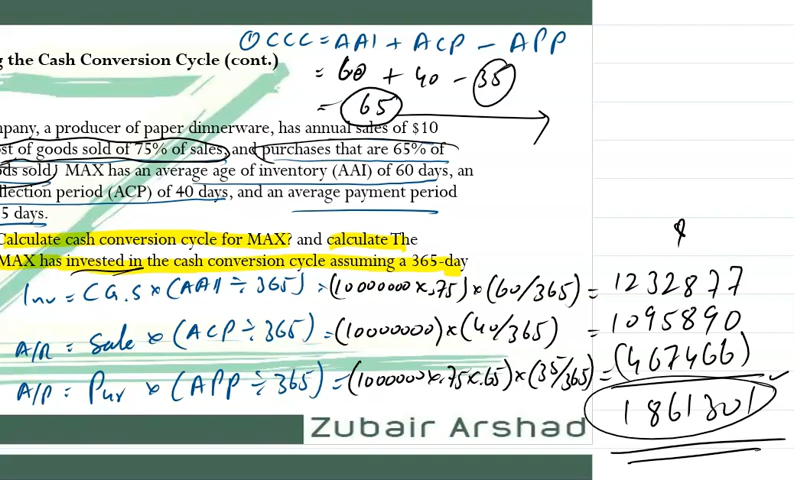 OCCC = AAI + ACP - APP
g the Cash Conversion Cycle (cont.)
= 60 + 40 - 35
= 65
mpany, a producer of paper dinnerware, has annual sales of $10
ost of goods sold of 75% of sales, and purchases that are 65% of
ods sold. MAX has an average age of inventory (AAI) of 60 days, an
llection period (ACP) of 40 days, and an average payment period
5 days.
Calculate cash conversion cycle for MAX? and calculate The
MAX has invested in the cash conversion cycle assuming a 365-day
Inv = CG.S × (AAI ÷ 365) = (10000000 × .75) × (60/365) = 1232877
A/R = Sale × (ACP ÷ 365) = (10000000) × (40/365) = 1095890
A/P = Pur × (APP ÷ 365) = (1000000 × .75 × .65) × (35/365) = (467466)
1861301
Zubair Arshad